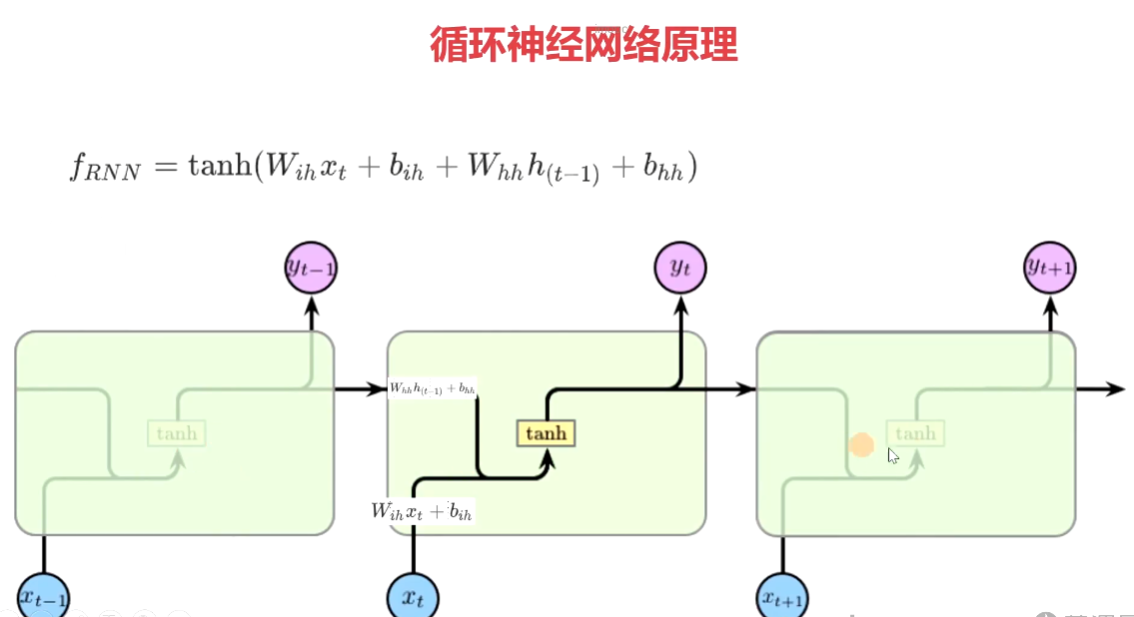 循环神经网络原理
f_{RNN} = tanh(W_{ih}x_t + b_{ih} + W_{hh}h_{(t-1)} + b_{hh})
y_{t-1} y_t y_{t+1}
W_{hh}h_{(t-1)} + b_{hh}
tanh tanh tanh
W_{ih}x_t + b_{ih}
x_{t-1} x_t x_{t+1}